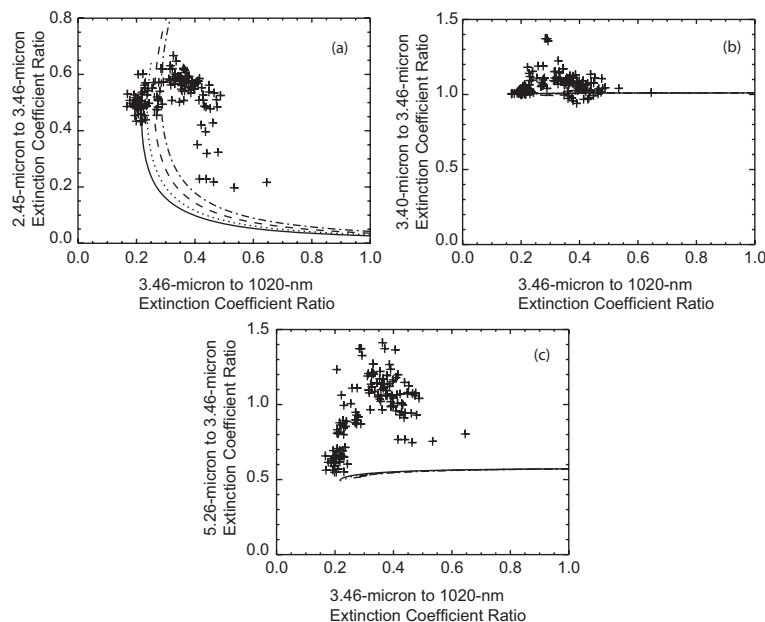 0.8
0.6
0.4
0.2
0.0
2.45-micron to 3.46-micron
Extinction Coefficient Ratio
(a)
0.0 0.2 0.4 0.6 0.8 1.0
3.46-micron to 1020-nm
Extinction Coefficient Ratio
1.5
1.0
0.5
0.0
3.40-micron to 3.46-micron
Extinction Coefficient Ratio
(b)
0.0 0.2 0.4 0.6 0.8 1.0
3.46-micron to 1020-nm
Extinction Coefficient Ratio
1.5
1.0
0.5
0.0
5.26-micron to 3.46-micron
Extinction Coefficient Ratio
(c)
0.0 0.2 0.4 0.6 0.8 1.0
3.46-micron to 1020-nm
Extinction Coefficient Ratio